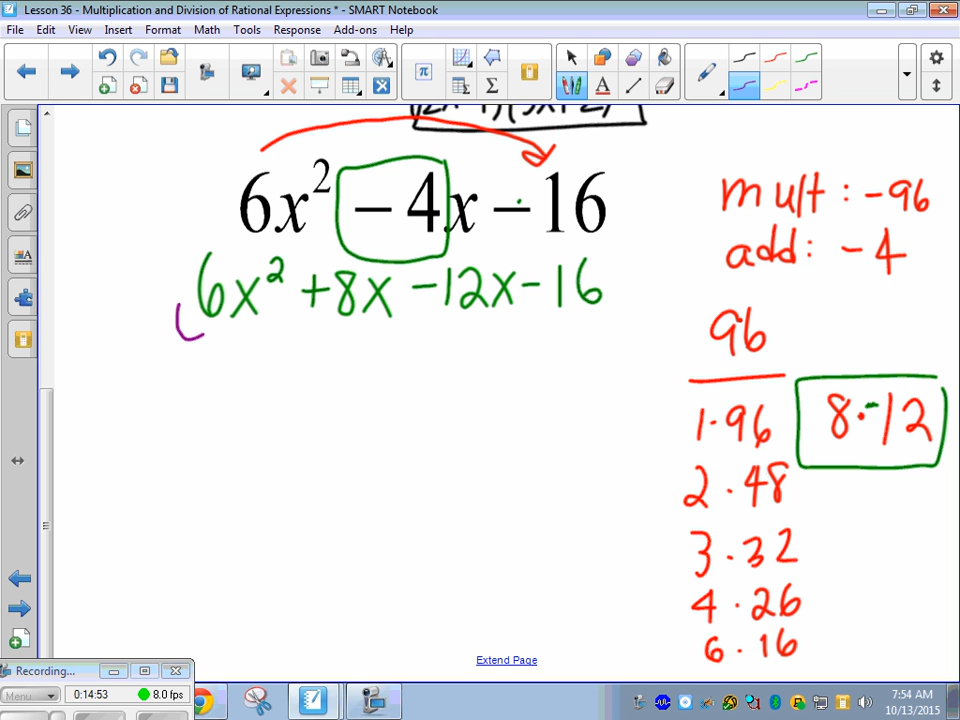 Lesson 36 - Multiplication and Division of Rational Expressions * - SMART Notebook
File Edit View Insert Format Math Tools Response Add-ons Help
6x² − 4x − 16
6x² + 8x − 12x − 16
mult : -96
add: -4
96
1·96
8·-12
2·48
3·32
4·26
6·16
Extend Page
Recording...
Menu 0:14:53 8.0 fps
7:54 AM
10/13/2015